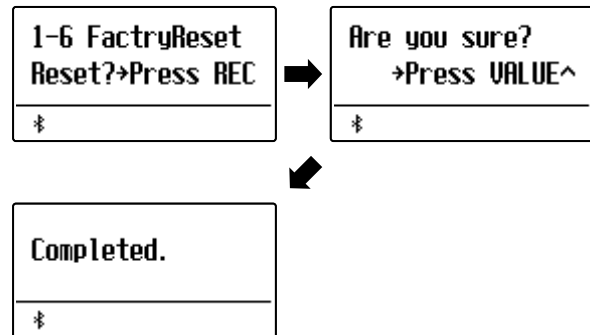 1-6 FactryReset
Reset?→Press REC
Are you sure?
→Press VALUE^
Completed.